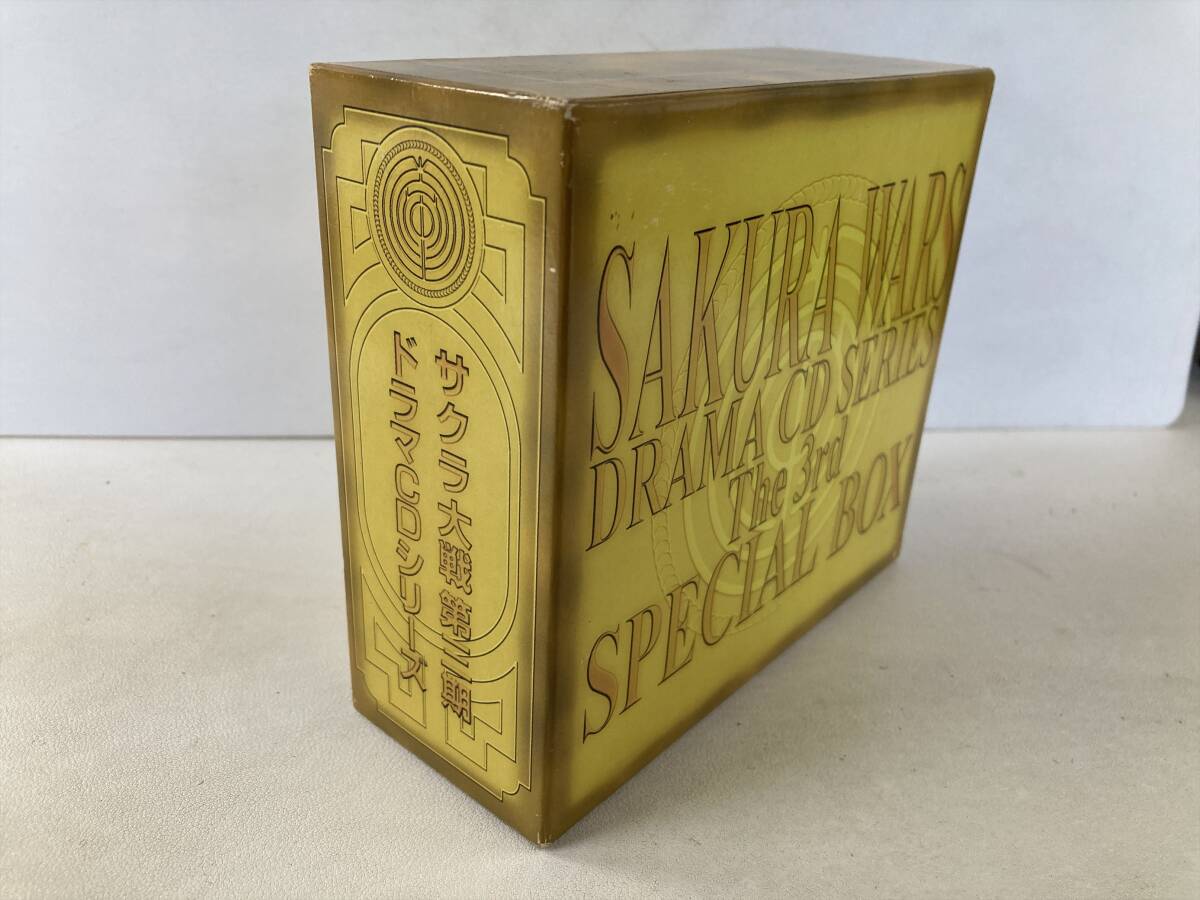 サクラ大戦第三期
ドラマCDシリーズ
SAKURA WARS
DRAMA CD SERIES
The 3rd
SPECIAL BOX